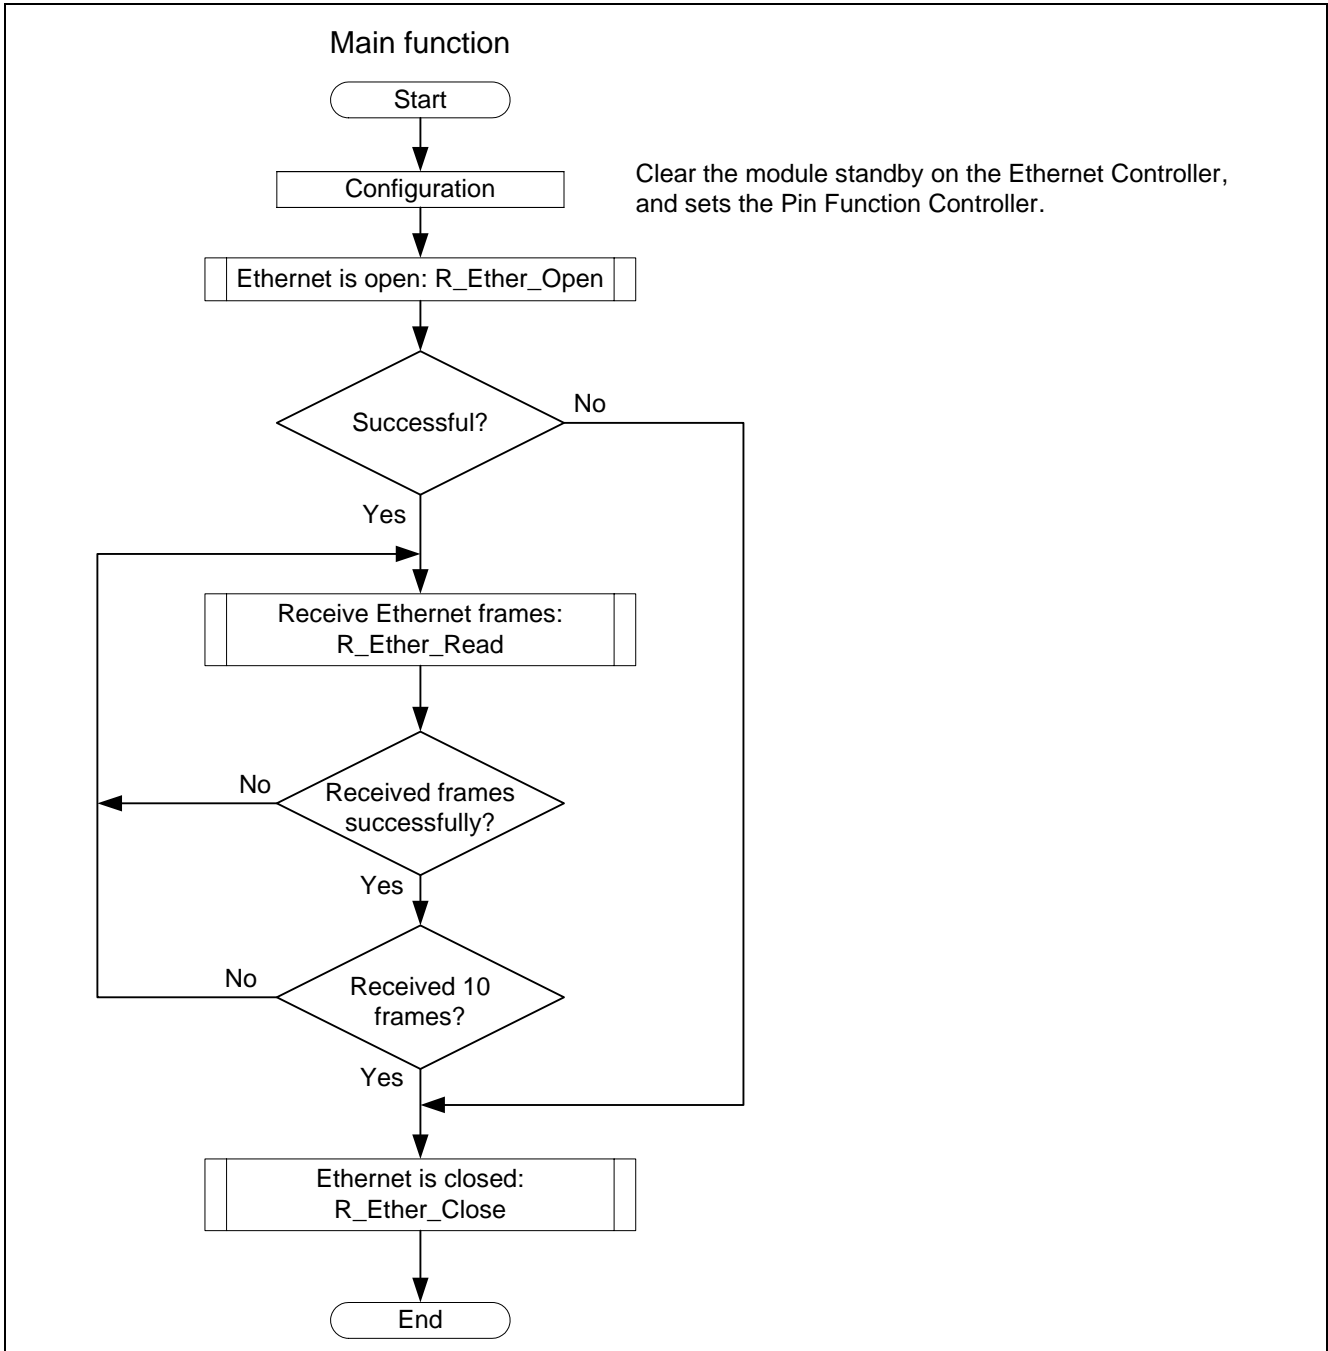 Main function
Start
Configuration
Clear the module standby on the Ethernet Controller,
and sets the Pin Function Controller.
Ethernet is open: R_Ether_Open
Successful?
No
Yes
Receive Ethernet frames:
R_Ether_Read
No
Received frames
successfully?
Yes
No
Received 10
frames?
Yes
Ethernet is closed:
R_Ether_Close
End